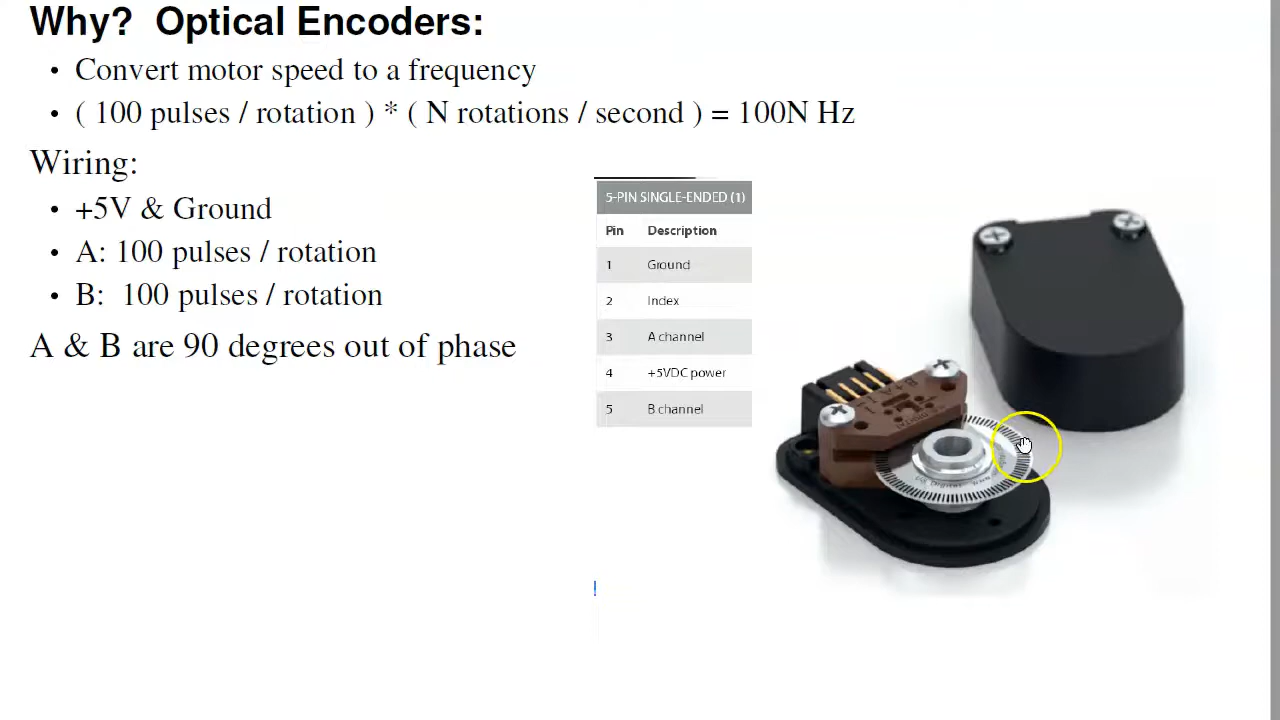 Why? Optical Encoders:
• Convert motor speed to a frequency
• ( 100 pulses / rotation ) * ( N rotations / second ) = 100N Hz
Wiring:
• +5V & Ground
• A: 100 pulses / rotation
• B: 100 pulses / rotation
A & B are 90 degrees out of phase
5-PIN SINGLE-ENDED (1)
Pin Description
1 Ground
2 Index
3 A channel
4 +5VDC power
5 B channel